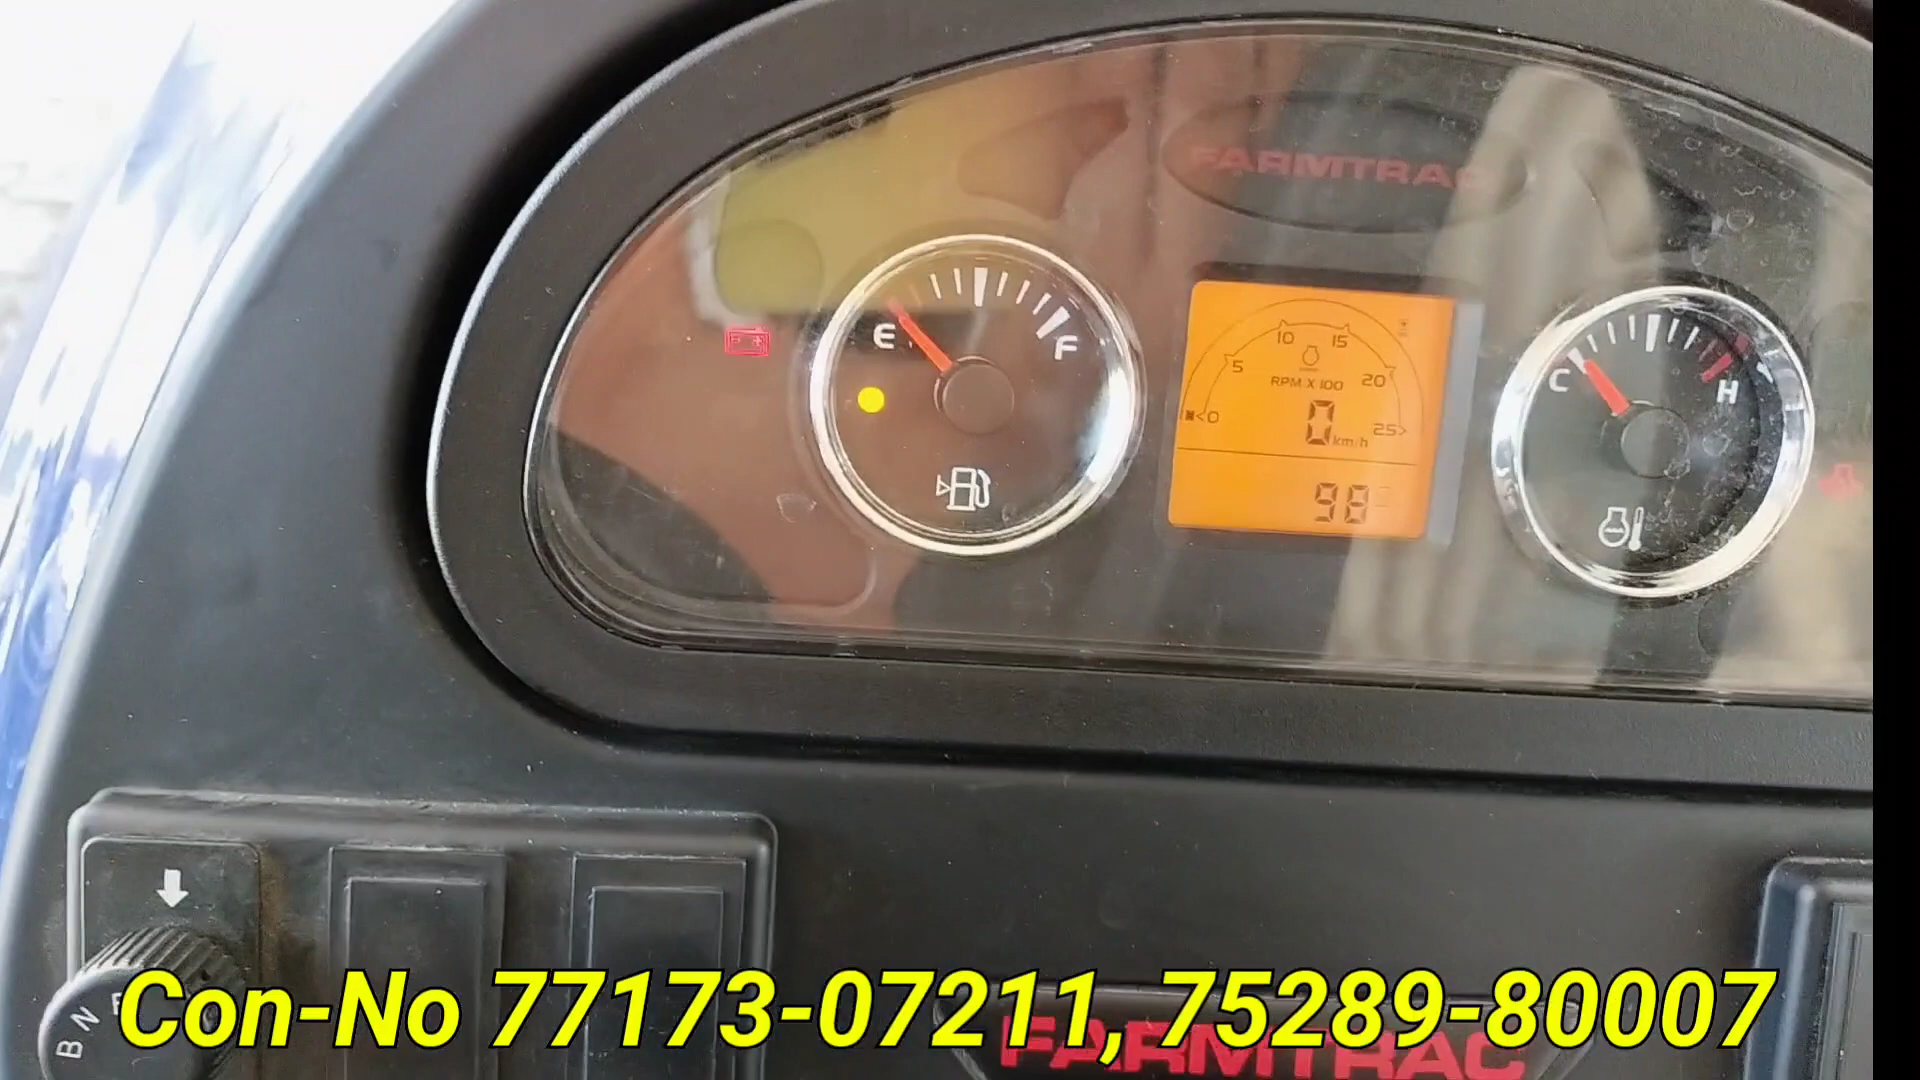 FARMTRAC
E
F
10
15
5
20
RPM X 100
<0
0
km/h
25>
98
C
H
B N
Con-No 77173-07211, 75289-80007
FARMTRAC